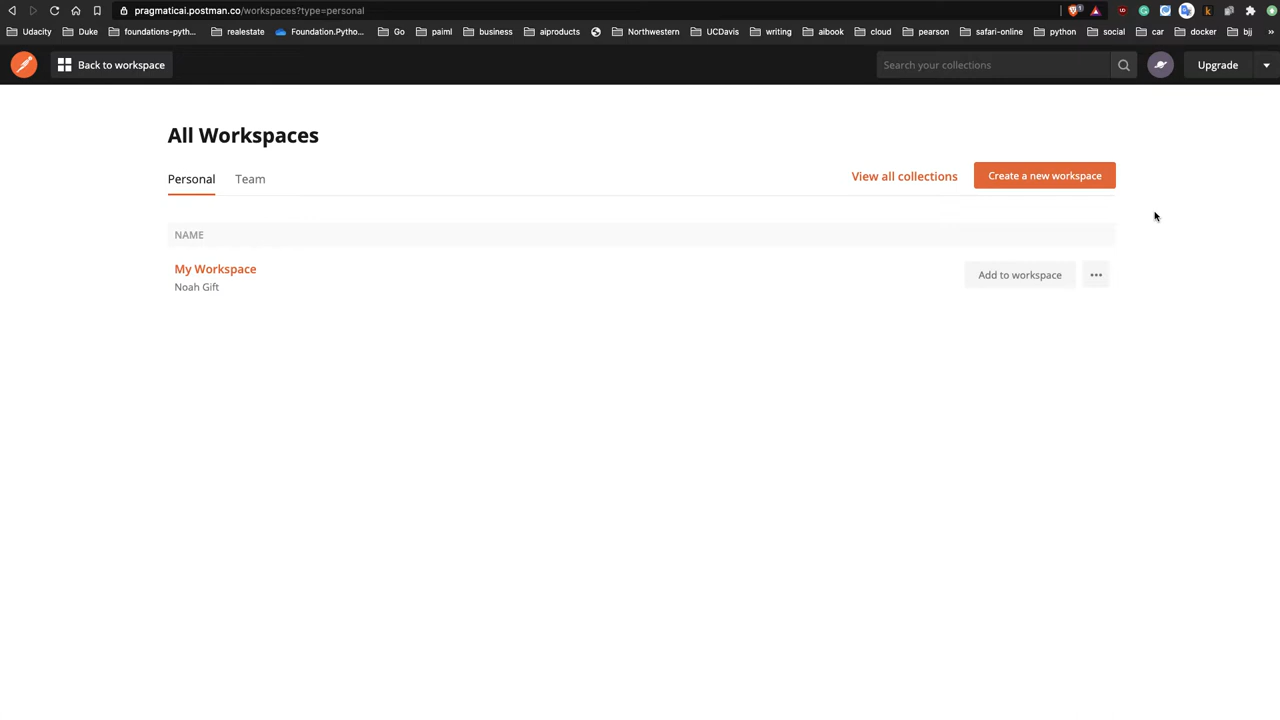 pragmaticai.postman.co/workspaces?type=personal
Udacity Duke foundations-pyth... realestate Foundation.Pytho... Go paiml business aiproducts Northwestern UCDavis writing aibook cloud pearson safari-online python social car docker bjj »
Back to workspace Search your collections Upgrade
All Workspaces
Personal Team View all collections Create a new workspace
NAME
My Workspace Add to workspace
Noah Gift